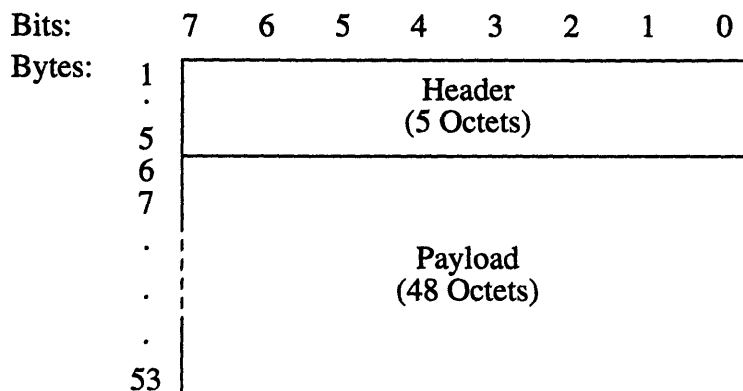 Bits: 7 6 5 4 3 2 1 0
Bytes: 1
Header
.
(5 Octets)
5
6
7
.
Payload
.
(48 Octets)
.
53